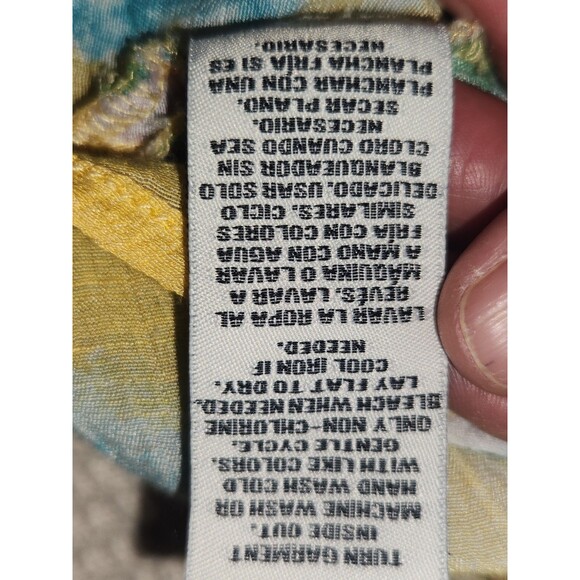 TURN GARMENT
INSIDE OUT.
MACHINE WASH OR
HAND WASH COLD
WITH LIKE COLORS.
GENTLE CYCLE.
ONLY NON-CHLORINE
BLEACH WHEN NEEDED.
LAY FLAT TO DRY.
COOL IRON IF
NEEDED.
LAVAR LA ROPA AL
REVÉS. LAVAR A
MÁQUINA O LAVAR
A MANO CON AGUA
FRÍA CON COLORES
SIMILARES. CICLO
DELICADO. USAR SOLO
BLANQUEADOR SIN
CLORO CUANDO SEA
NECESARIO.
SECAR PLANO.
PLANCHAR CON UNA
PLANCHA FRÍA SI ES
NECESARIO.